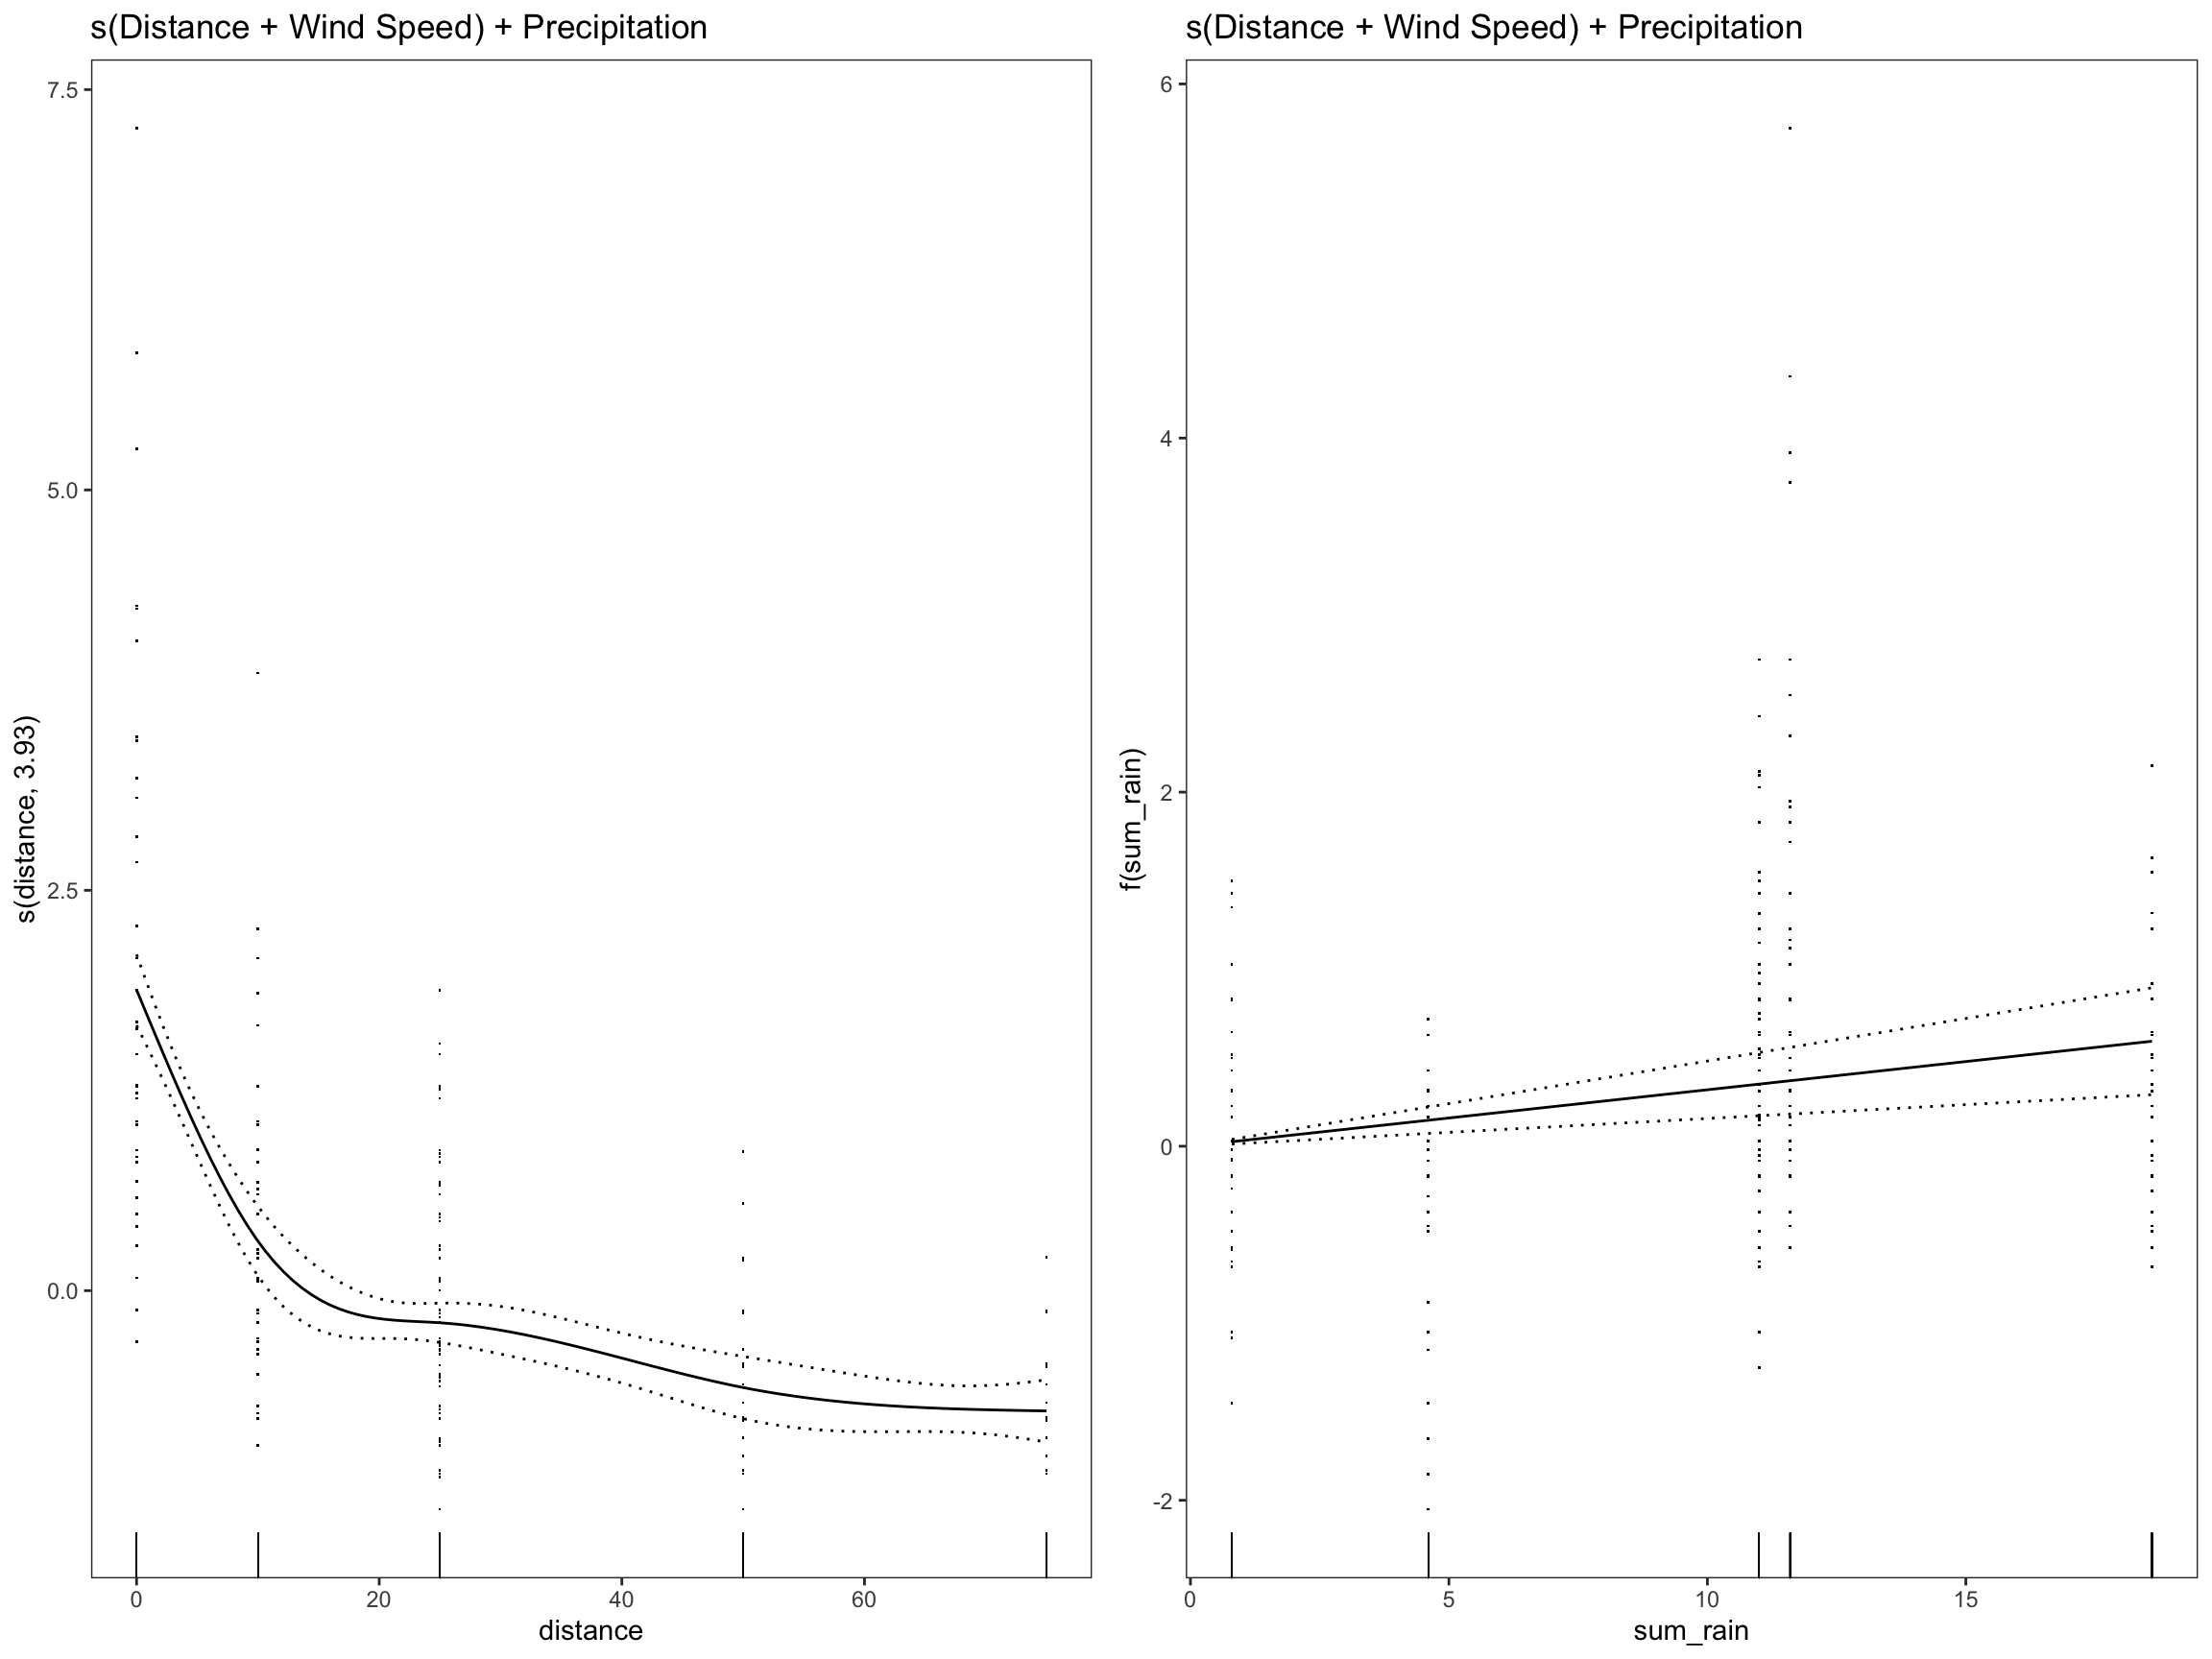 s(Distance + Wind Speed) + Precipitation
7.5
5.0
2.5
0.0
s(distance, 3.93)
0
20
40
60
distance
s(Distance + Wind Speed) + Precipitation
6
4
2
0
-2
f(sum_rain)
0
5
10
15
sum_rain